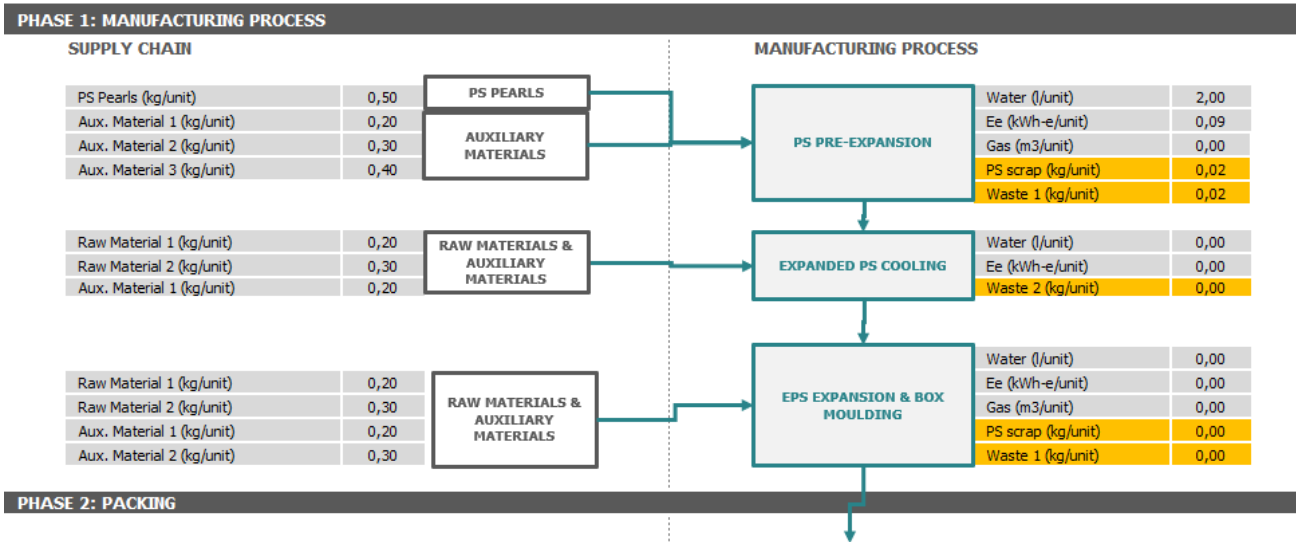 PHASE 1: MANUFACTURING PROCESS
SUPPLY CHAIN
MANUFACTURING PROCESS
PS Pearls (kg/unit) 0,50
Aux. Material 1 (kg/unit) 0,20
Aux. Material 2 (kg/unit) 0,30
Aux. Material 3 (kg/unit) 0,40
PS PEARLS
AUXILIARY
MATERIALS
PS PRE-EXPANSION
Water (l/unit) 2,00
Ee (kWh-e/unit) 0,09
Gas (m3/unit) 0,00
PS scrap (kg/unit) 0,02
Waste 1 (kg/unit) 0,02
Raw Material 1 (kg/unit) 0,20
Raw Material 2 (kg/unit) 0,30
Aux. Material 1 (kg/unit) 0,20
RAW MATERIALS &
AUXILIARY
MATERIALS
EXPANDED PS COOLING
Water (l/unit) 0,00
Ee (kWh-e/unit) 0,00
Waste 2 (kg/unit) 0,00
Raw Material 1 (kg/unit) 0,20
Raw Material 2 (kg/unit) 0,30
Aux. Material 1 (kg/unit) 0,20
Aux. Material 2 (kg/unit) 0,30
RAW MATERIALS &
AUXILIARY
MATERIALS
EPS EXPANSION & BOX
MOULDING
Water (l/unit) 0,00
Ee (kWh-e/unit) 0,00
Gas (m3/unit) 0,00
PS scrap (kg/unit) 0,00
Waste 1 (kg/unit) 0,00
PHASE 2: PACKING